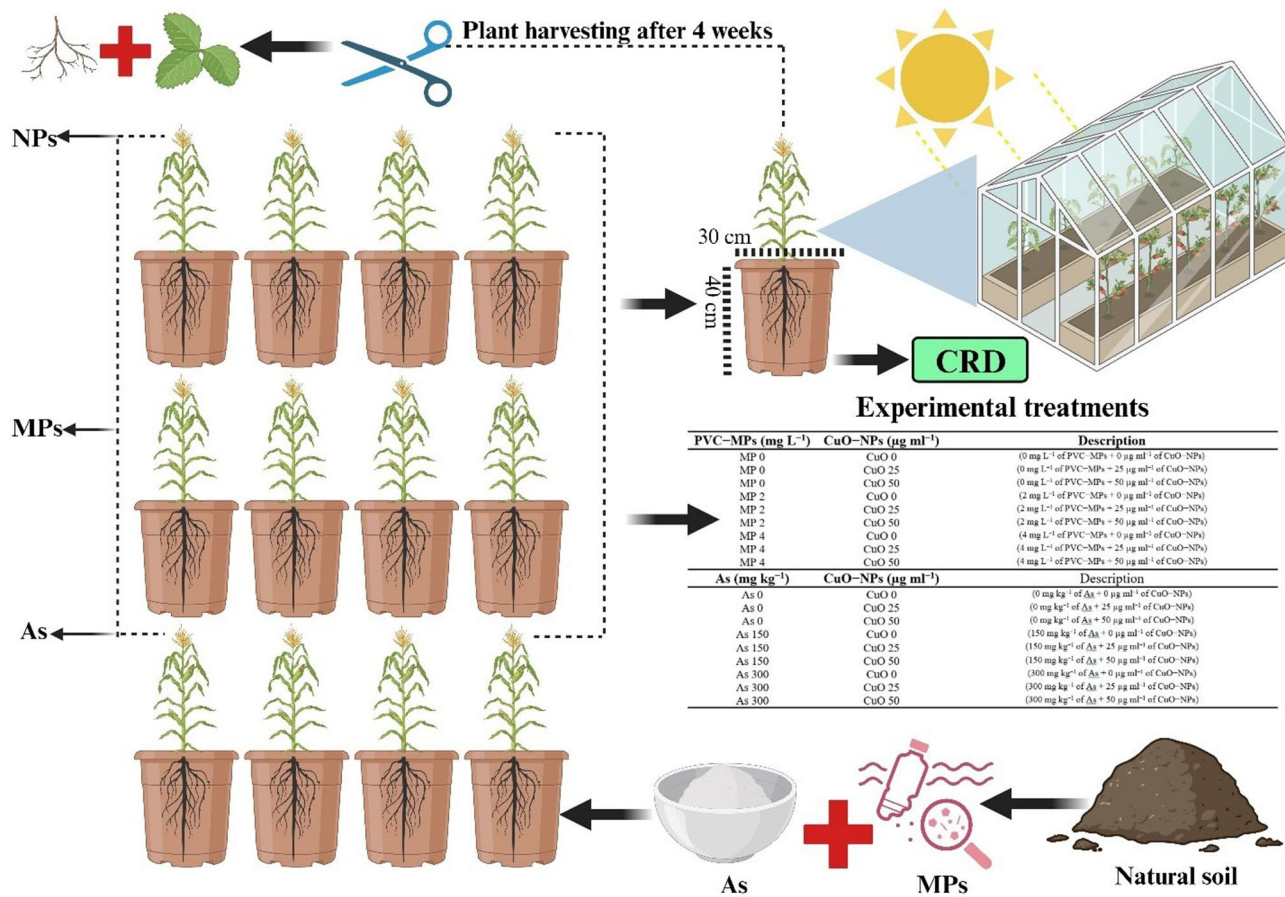 Plant harvesting after 4 weeks
NPs
MPs
As
30 cm
40 cm
CRD
Experimental treatments
PVC−MPs (mg L⁻¹) CuO−NPs (µg ml⁻¹) Description
MP 0 CuO 0 (0 mg L⁻¹ of PVC−MPs + 0 µg ml⁻¹ of CuO−NPs)
MP 0 CuO 25 (0 mg L⁻¹ of PVC−MPs + 25 µg ml⁻¹ of CuO−NPs)
MP 0 CuO 50 (0 mg L⁻¹ of PVC−MPs + 50 µg ml⁻¹ of CuO−NPs)
MP 2 CuO 0 (2 mg L⁻¹ of PVC−MPs + 0 µg ml⁻¹ of CuO−NPs)
MP 2 CuO 25 (2 mg L⁻¹ of PVC−MPs + 25 µg ml⁻¹ of CuO−NPs)
MP 2 CuO 50 (2 mg L⁻¹ of PVC−MPs + 50 µg ml⁻¹ of CuO−NPs)
MP 4 CuO 0 (4 mg L⁻¹ of PVC−MPs + 0 µg ml⁻¹ of CuO−NPs)
MP 4 CuO 25 (4 mg L⁻¹ of PVC−MPs + 25 µg ml⁻¹ of CuO−NPs)
MP 4 CuO 50 (4 mg L⁻¹ of PVC−MPs + 50 µg ml⁻¹ of CuO−NPs)
As (mg kg⁻¹) CuO−NPs (µg ml⁻¹) Description
As 0 CuO 0 (0 mg kg⁻¹ of As + 0 µg ml⁻¹ of CuO−NPs)
As 0 CuO 25 (0 mg kg⁻¹ of As + 25 µg ml⁻¹ of CuO−NPs)
As 0 CuO 50 (0 mg kg⁻¹ of As + 50 µg ml⁻¹ of CuO−NPs)
As 150 CuO 0 (150 mg kg⁻¹ of As + 0 µg ml⁻¹ of CuO−NPs)
As 150 CuO 25 (150 mg kg⁻¹ of As + 25 µg ml⁻¹ of CuO−NPs)
As 150 CuO 50 (150 mg kg⁻¹ of As + 50 µg ml⁻¹ of CuO−NPs)
As 300 CuO 0 (300 mg kg⁻¹ of As + 0 µg ml⁻¹ of CuO−NPs)
As 300 CuO 25 (300 mg kg⁻¹ of As + 25 µg ml⁻¹ of CuO−NPs)
As 300 CuO 50 (300 mg kg⁻¹ of As + 50 µg ml⁻¹ of CuO−NPs)
As
MPs
Natural soil